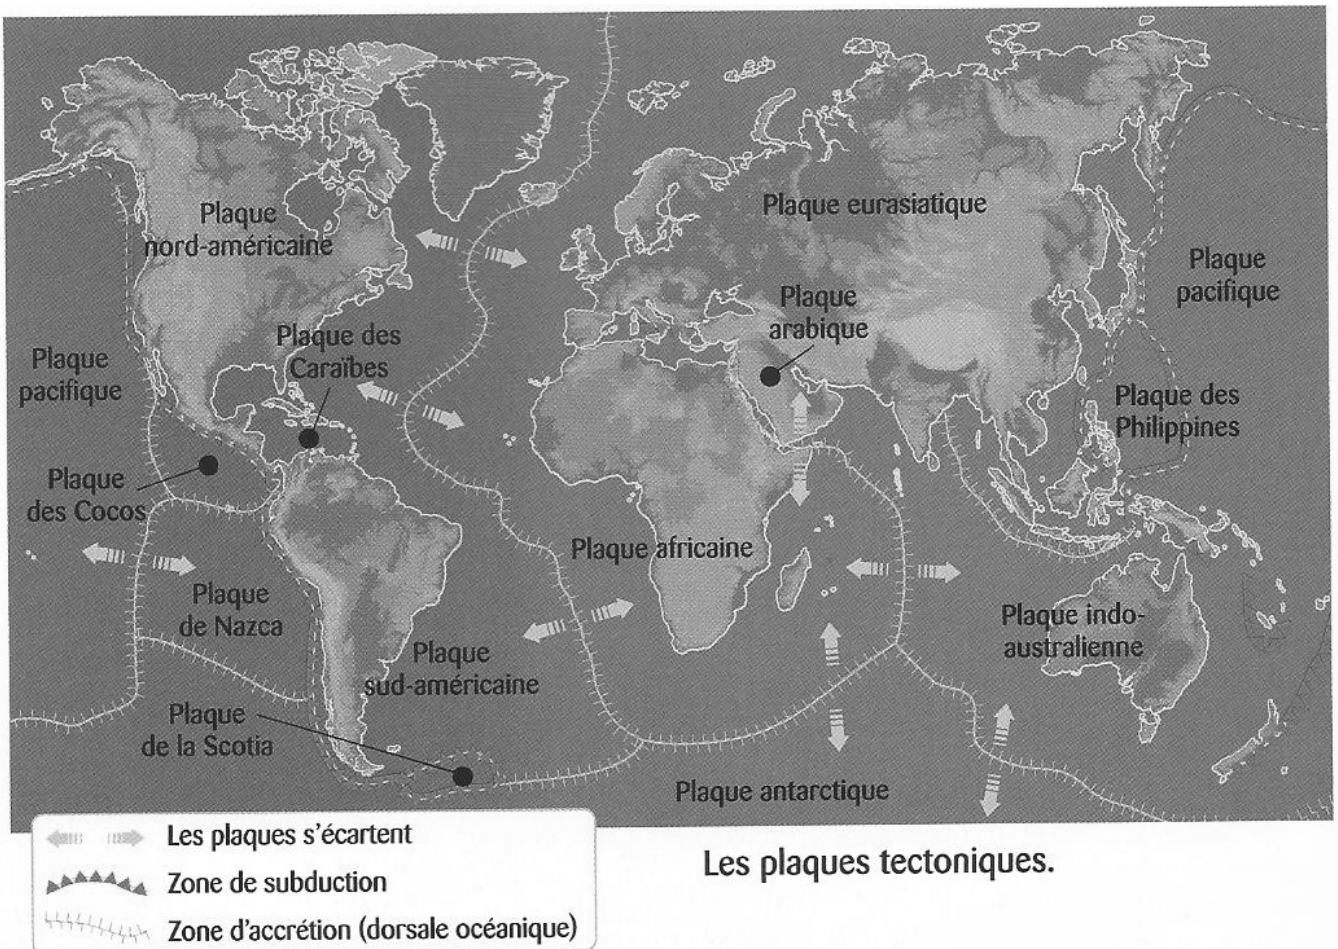 Plaque
nord-américaine
Plaque eurasiatique
Plaque
pacifique
Plaque
arabique
Plaque des
Caraïbes
Plaque
pacifique
Plaque des
Philippines
Plaque
des Cocos
Plaque africaine
Plaque
de Nazca
Plaque indo-
australienne
Plaque
sud-américaine
Plaque
de la Scotia
Plaque antarctique
Les plaques s'écartent
Zone de subduction
Zone d'accrétion (dorsale océanique)
Les plaques tectoniques.